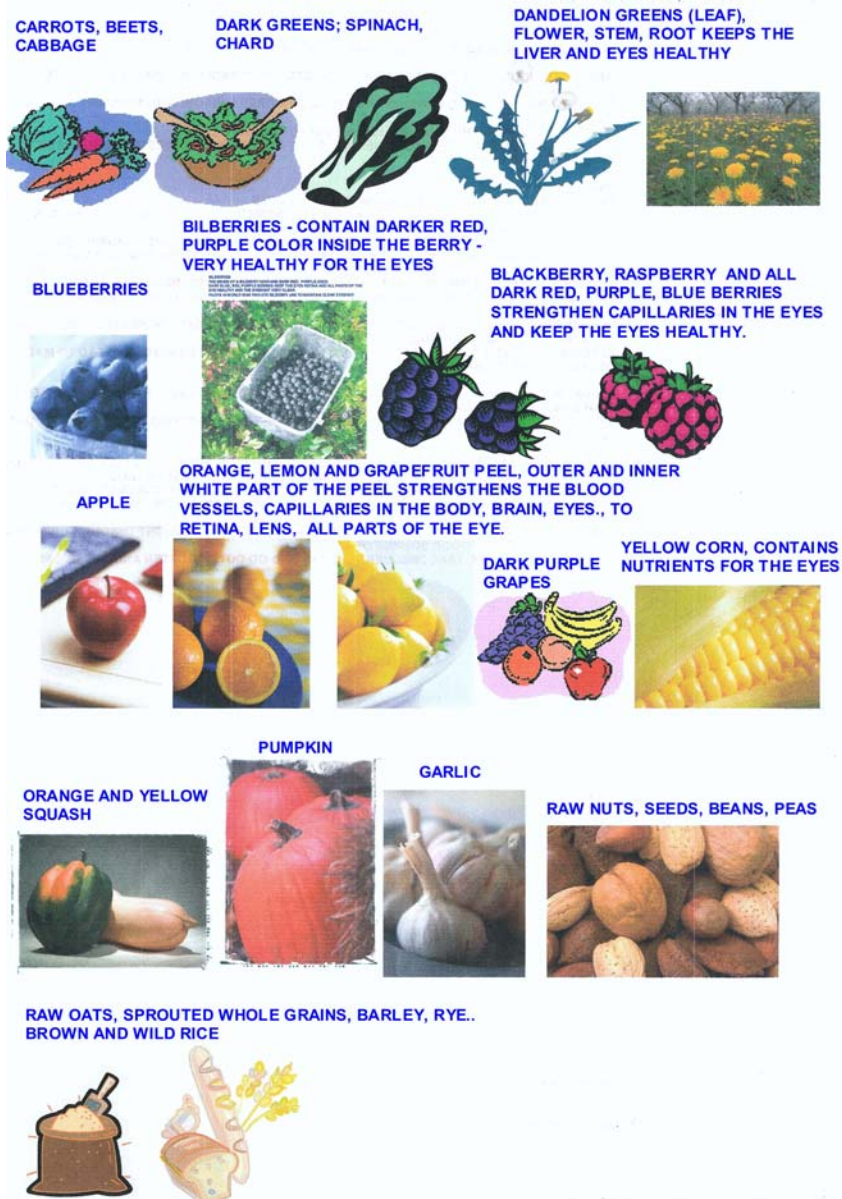 CARROTS, BEETS,
CABBAGE
DARK GREENS; SPINACH,
CHARD
DANDELION GREENS (LEAF),
FLOWER, STEM, ROOT KEEPS THE
LIVER AND EYES HEALTHY
BILBERRIES - CONTAIN DARKER RED,
PURPLE COLOR INSIDE THE BERRY -
VERY HEALTHY FOR THE EYES
BLUEBERRIES
BLACKBERRY, RASPBERRY AND ALL
DARK RED, PURPLE, BLUE BERRIES
STRENGTHEN CAPILLARIES IN THE EYES
AND KEEP THE EYES HEALTHY.
ORANGE, LEMON AND GRAPEFRUIT PEEL, OUTER AND INNER
WHITE PART OF THE PEEL STRENGTHENS THE BLOOD
VESSELS, CAPILLARIES IN THE BODY, BRAIN, EYES., TO
RETINA, LENS, ALL PARTS OF THE EYE.
APPLE
DARK PURPLE
GRAPES
YELLOW CORN, CONTAINS
NUTRIENTS FOR THE EYES
PUMPKIN
GARLIC
ORANGE AND YELLOW
SQUASH
RAW NUTS, SEEDS, BEANS, PEAS
RAW OATS, SPROUTED WHOLE GRAINS, BARLEY, RYE..
BROWN AND WILD RICE